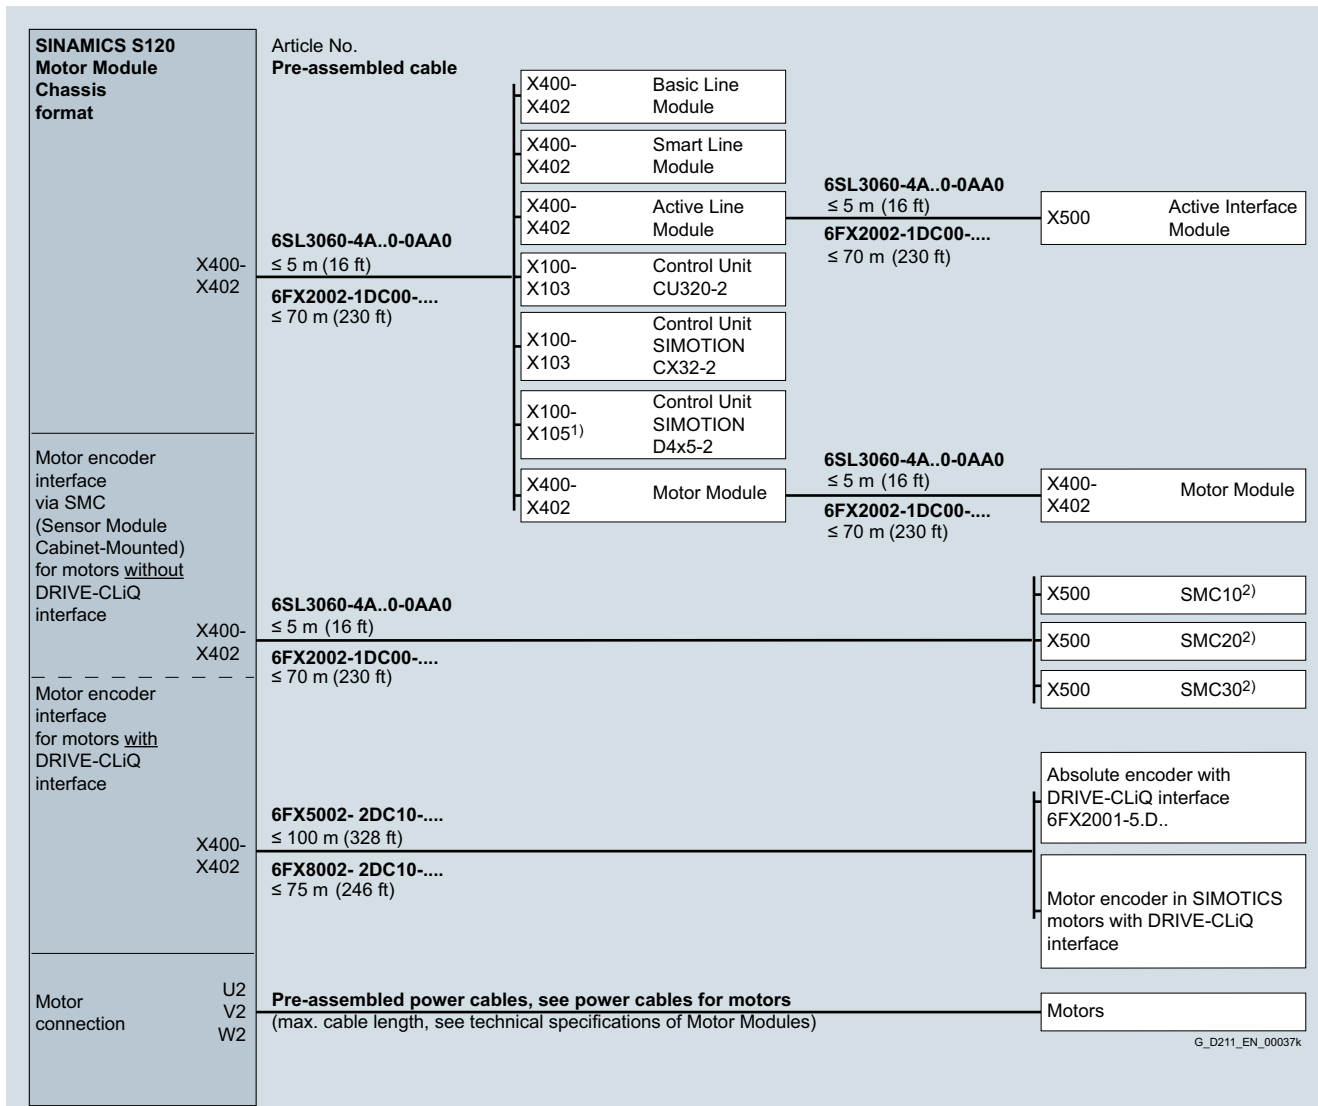 SINAMICS S120
Motor Module
Chassis
format
Article No.
Pre-assembled cable
X400-
X402
6SL3060-4A..0-0AA0
≤ 5 m (16 ft)
6FX2002-1DC00-....
≤ 70 m (230 ft)
X400-
X402
Basic Line
Module
X400-
X402
Smart Line
Module
X400-
X402
Active Line
Module
6SL3060-4A..0-0AA0
≤ 5 m (16 ft)
6FX2002-1DC00-....
≤ 70 m (230 ft)
X500
Active Interface
Module
X100-
X103
Control Unit
CU320-2
X100-
X103
Control Unit
SIMOTION
CX32-2
X100-
X105¹⁾
Control Unit
SIMOTION
D4x5-2
X400-
X402
Motor Module
6SL3060-4A..0-0AA0
≤ 5 m (16 ft)
6FX2002-1DC00-....
≤ 70 m (230 ft)
X400-
X402
Motor Module
Motor encoder
interface
via SMC
(Sensor Module
Cabinet-Mounted)
for motors without
DRIVE-CLiQ
interface
X400-
X402
6SL3060-4A..0-0AA0
≤ 5 m (16 ft)
6FX2002-1DC00-....
≤ 70 m (230 ft)
X500 SMC10²⁾
X500 SMC20²⁾
X500 SMC30²⁾
Motor encoder
interface
for motors with
DRIVE-CLiQ
interface
X400-
X402
6FX5002- 2DC10-....
≤ 100 m (328 ft)
6FX8002- 2DC10-....
≤ 75 m (246 ft)
Absolute encoder with
DRIVE-CLiQ interface
6FX2001-5.D..
Motor encoder in SIMOTICS
motors with DRIVE-CLiQ
interface
Motor
connection
U2
V2
W2
Pre-assembled power cables, see power cables for motors
(max. cable length, see technical specifications of Motor Modules)
Motors
G_D211_EN_00037k